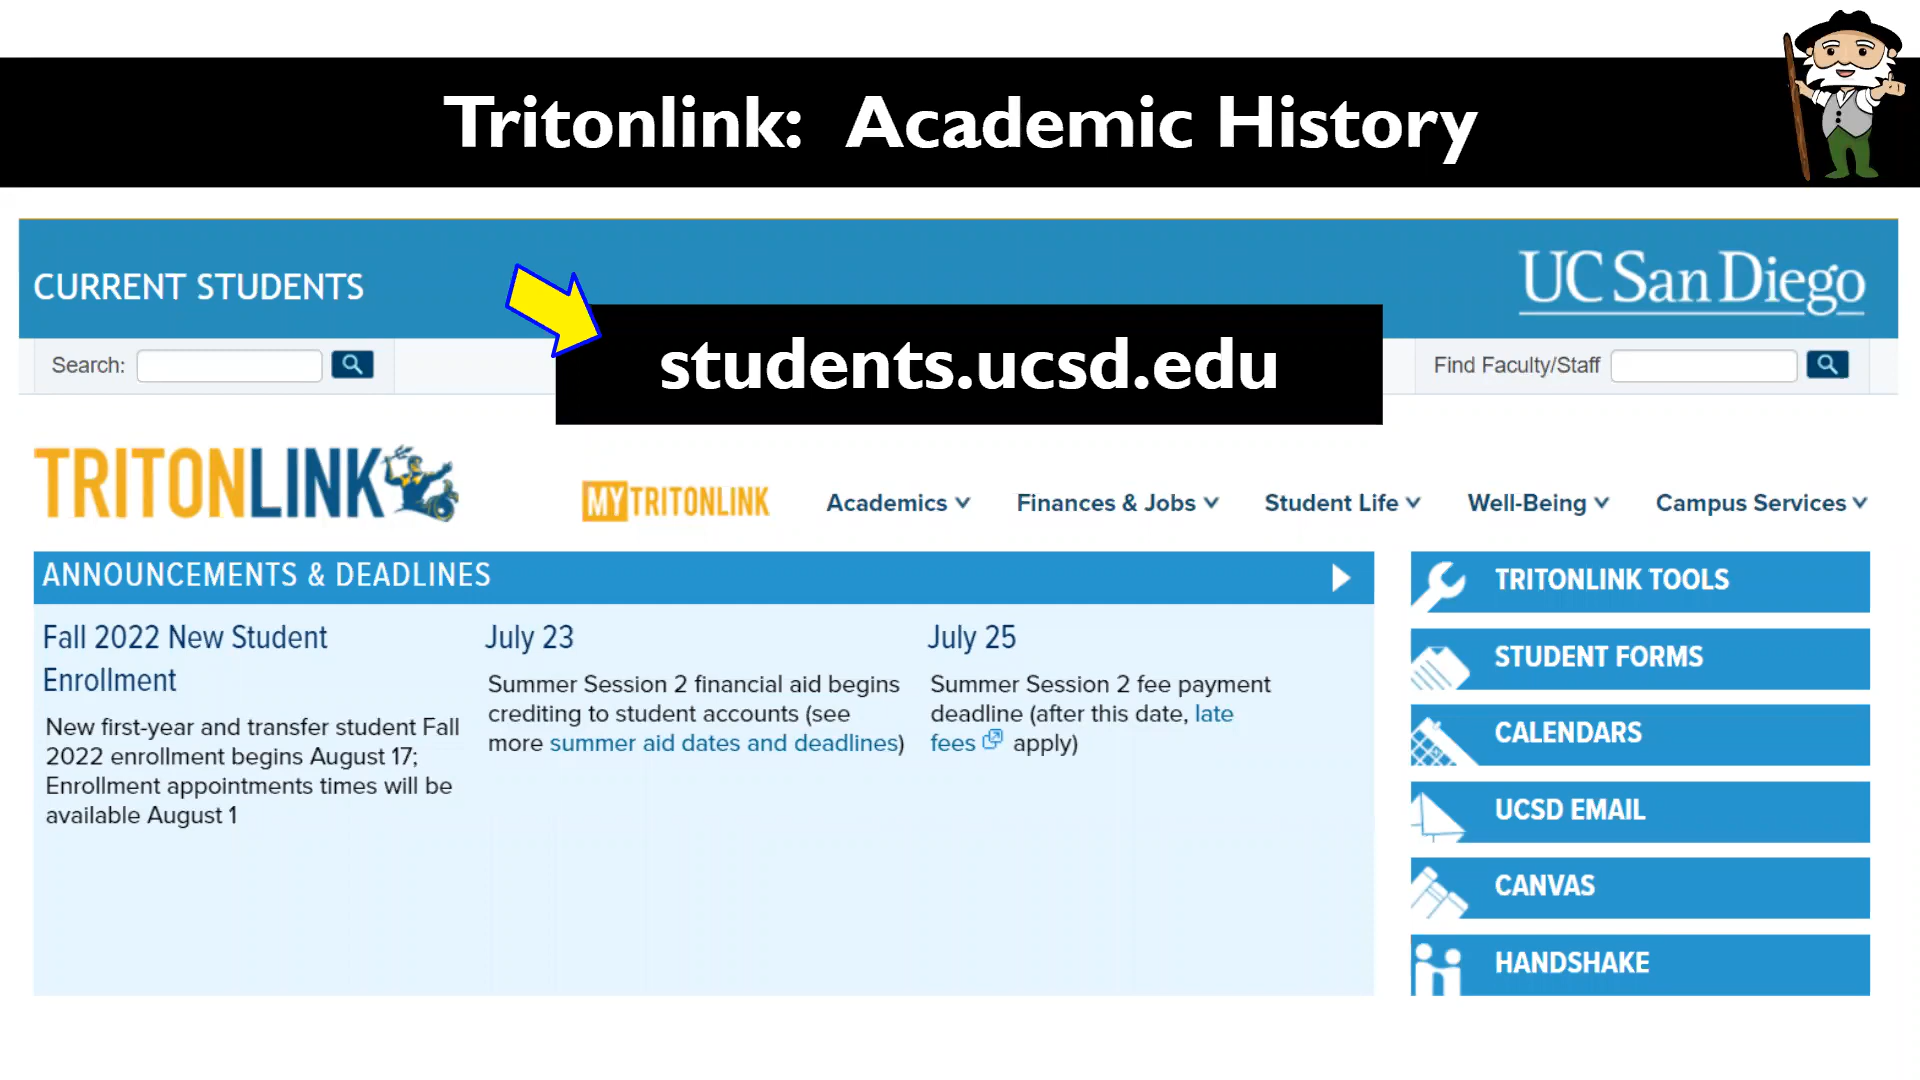 Tritonlink: Academic History
CURRENT STUDENTS
UC San Diego
students.ucsd.edu
Search:
Find Faculty/Staff
TRITONLINK
MYTRITONLINK
Academics
Finances & Jobs
Student Life
Well-Being
Campus Services
ANNOUNCEMENTS & DEADLINES
Fall 2022 New Student
Enrollment
New first-year and transfer student Fall
2022 enrollment begins August 17;
Enrollment appointments times will be
available August 1
July 23
Summer Session 2 financial aid begins
crediting to student accounts (see
more summer aid dates and deadlines)
July 25
Summer Session 2 fee payment
deadline (after this date, late
fees apply)
TRITONLINK TOOLS
STUDENT FORMS
CALENDARS
UCSD EMAIL
CANVAS
HANDSHAKE